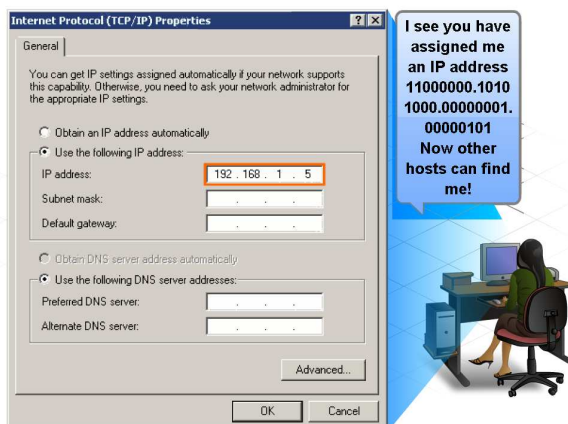 Internet Protocol (TCP/IP) Properties
General
You can get IP settings assigned automatically if your network supports
this capability. Otherwise, you need to ask your network administrator for
the appropriate IP settings.
Obtain an IP address automatically
Use the following IP address:
IP address: 192 . 168 . 1 . 5
Subnet mask: . . .
Default gateway: . . .
Obtain DNS server address automatically
Use the following DNS server addresses:
Preferred DNS server: . . .
Alternate DNS server: . . .
Advanced...
OK Cancel
I see you have
assigned me
an IP address
11000000.1010
1000.00000001.
00000101
Now other
hosts can find
me!